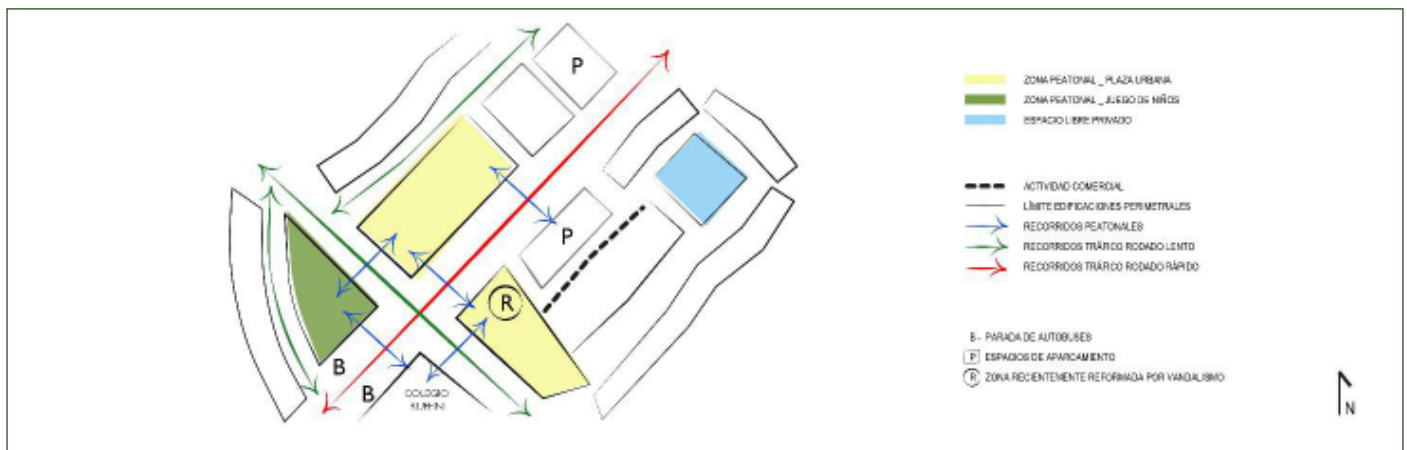 P
P
R
B
B
COLEGIO
RUFFINI
ZONA PEATONAL _ PLAZA URBANA
ZONA PEATONAL _ JUEGO DE NIÑOS
ESPACIO LIBRE PRIVADO
ACTIVIDAD COMERCIAL
LÍMITE EDIFICACIONES PERIMETRALES
RECORRIDOS PEATONALES
RECORRIDOS TRÁFICO RODADO LENTO
RECORRIDOS TRÁFICO RODADO RÁPIDO
B - PARADA DE AUTOBUSES
P ESPACIOS DE APARCAMIENTO
R ZONA RECIENTEMENTE REFORMADA POR VANDALISMO
N